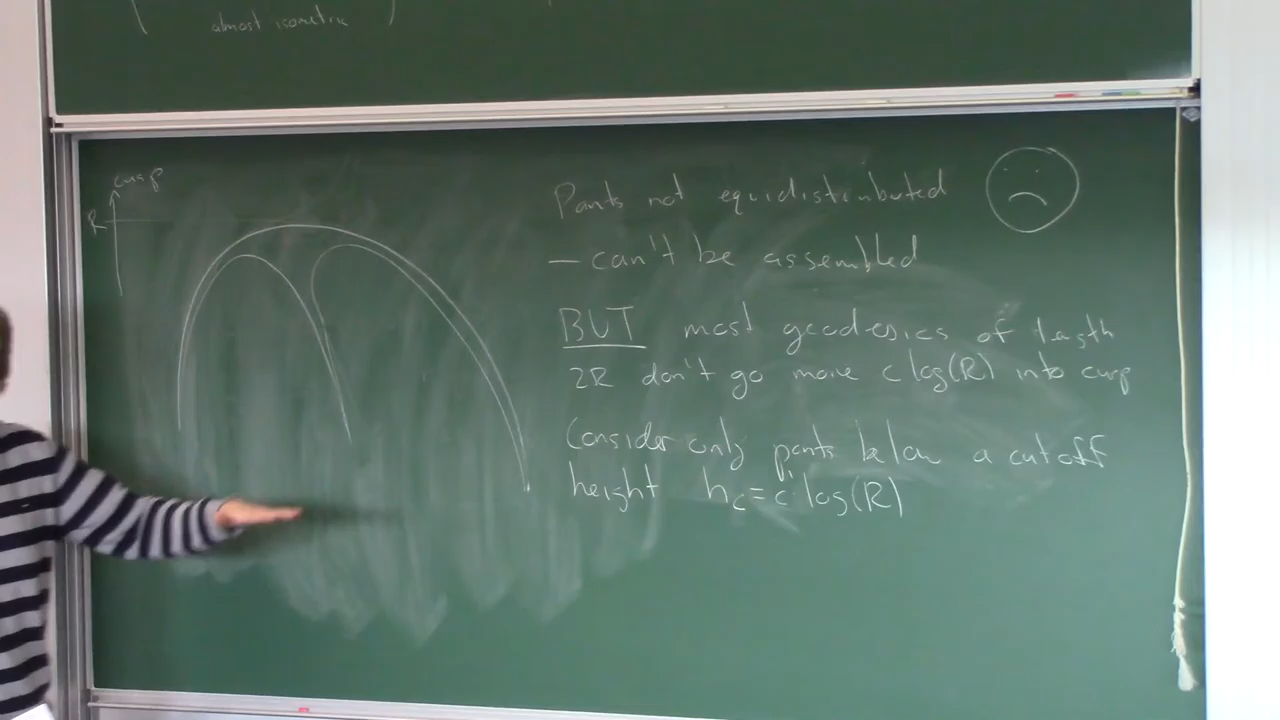 almost isometric
cusp
R
Pants not equidistributed
— can't be assembled
BUT most geodesics of length
2R don't go more c log(R) into cusp
Consider only pants below a cutoff
height h_c = c' log(R)